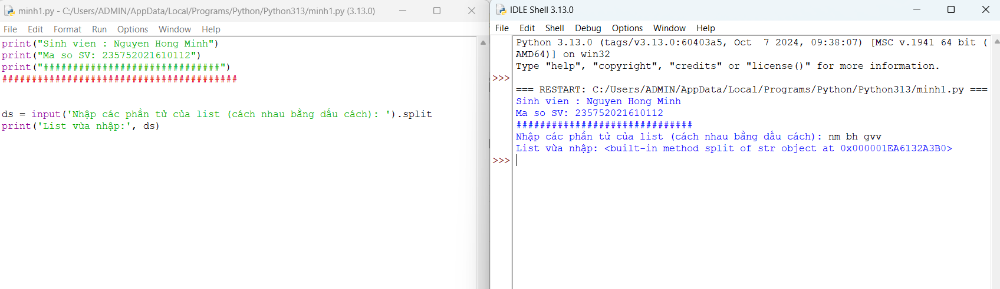 minh1.py - C:/Users/ADMIN/AppData/Local/Programs/Python/Python313/minh1.py (3.13.0)
File Edit Format Run Options Window Help
print("Sinh vien : Nguyen Hong Minh")
print("Ma so SV: 235752021610112")
print("##############################")
########################################
ds = input('Nhập các phần tử của list (cách nhau bằng dấu cách): ').split
print('List vừa nhập:', ds)
IDLE Shell 3.13.0
File Edit Shell Debug Options Window Help
Python 3.13.0 (tags/v3.13.0:60403a5, Oct  7 2024, 09:38:07) [MSC v.1941 64 bit (
AMD64)] on win32
Type "help", "copyright", "credits" or "license()" for more information.
>>>
=== RESTART: C:/Users/ADMIN/AppData/Local/Programs/Python/Python313/minh1.py ===
Sinh vien : Nguyen Hong Minh
Ma so SV: 235752021610112
##############################
Nhập các phần tử của list (cách nhau bằng dấu cách): nm bh gvv
List vừa nhập: <built-in method split of str object at 0x000001EA6132A3B0>
>>>